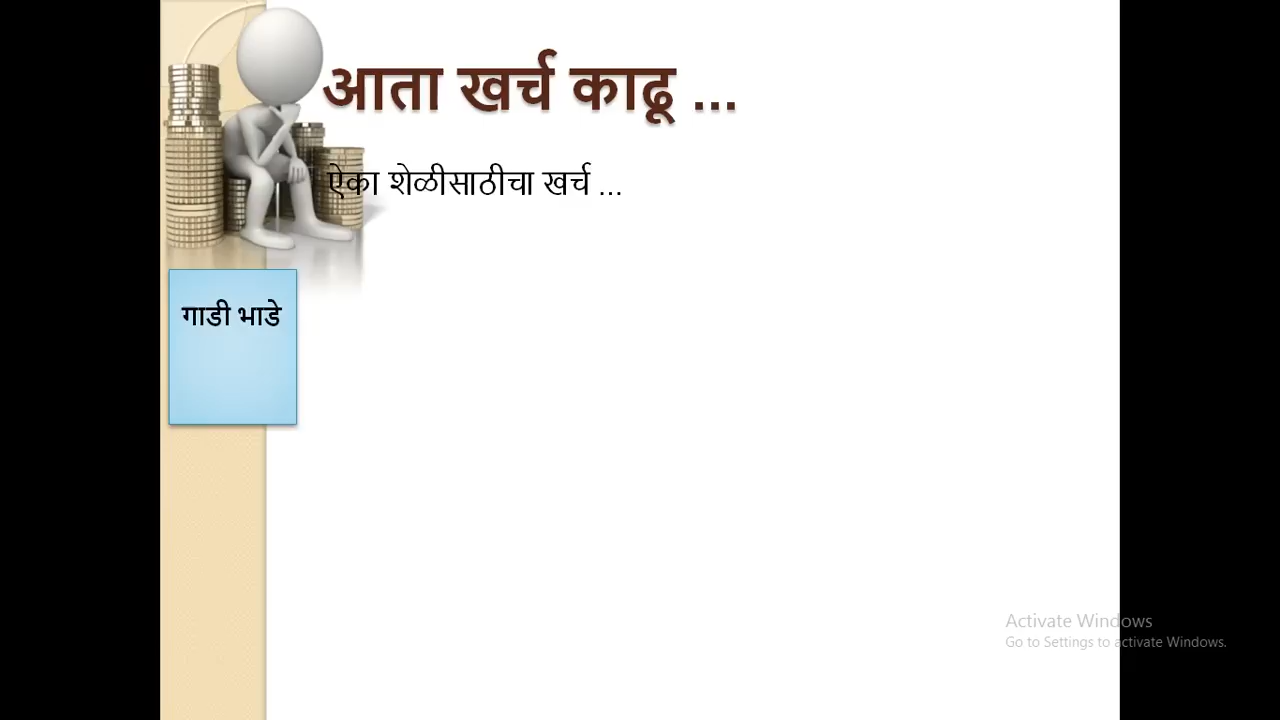 आता खर्च काढू ...
ऐका शेळीसाठीचा खर्च ...
गाडी भाडे
Activate Windows
Go to Settings to activate Windows.